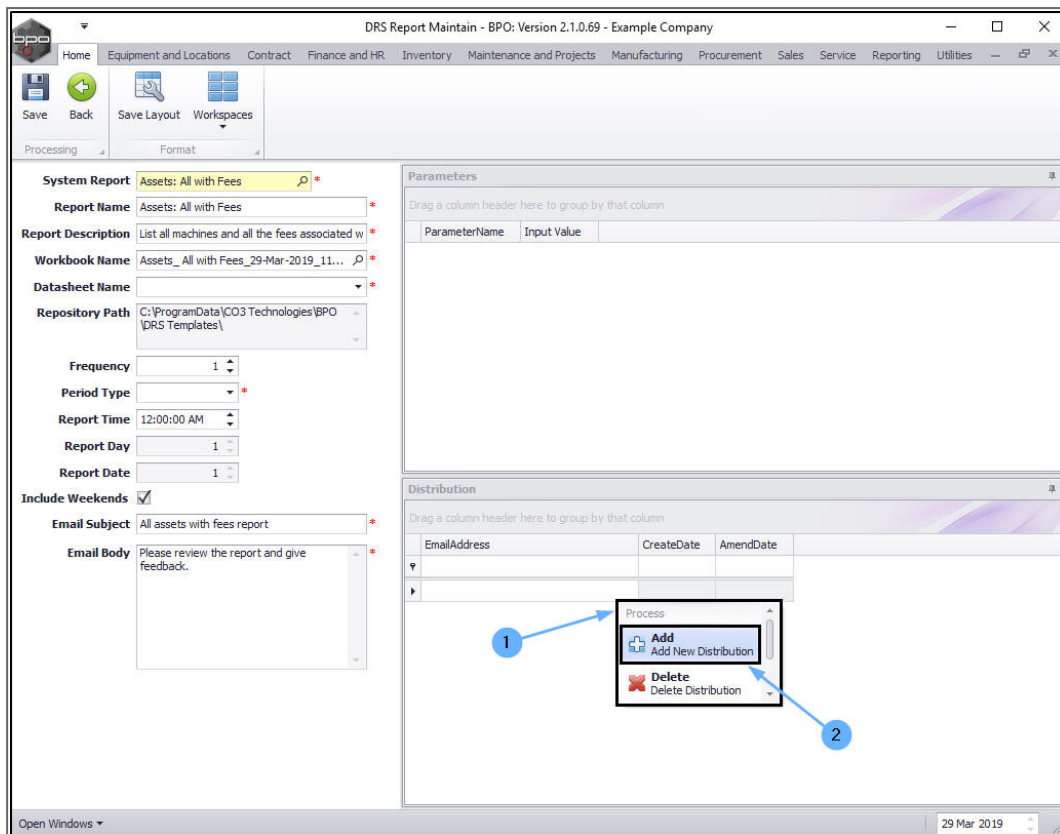 DRS Report Maintain - BPO: Version 2.1.0.69 - Example Company
bpo
Home Equipment and Locations Contract Finance and HR Inventory Maintenance and Projects Manufacturing Procurement Sales Service Reporting Utilities
Save Back Save Layout Workspaces
Processing Format
System Report Assets: All with Fees *
Report Name Assets: All with Fees *
Report Description List all machines and all the fees associated w *
Workbook Name Assets_ All with Fees_29-Mar-2019_11... *
Datasheet Name *
Repository Path C:\ProgramData\CO3 Technologies\BPO
\DRS Templates\
Frequency 1
Period Type *
Report Time 12:00:00 AM
Report Day 1
Report Date 1
Include Weekends
Email Subject All assets with fees report *
Email Body Please review the report and give *
feedback.
Parameters
Drag a column header here to group by that column
ParameterName Input Value
Distribution
Drag a column header here to group by that column
EmailAddress CreateDate AmendDate
Process
Add
Add New Distribution
Delete
Delete Distribution
1
2
Open Windows 29 Mar 2019